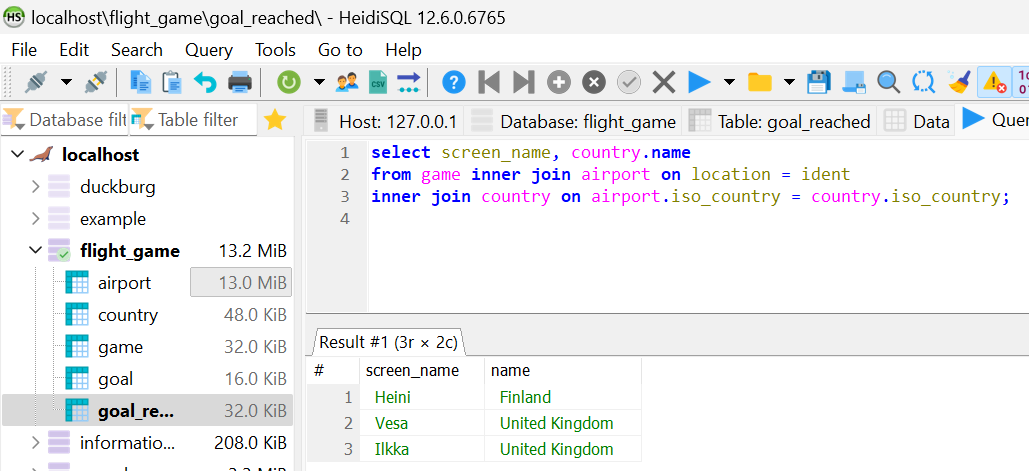 localhost\flight_game\goal_reached\ - HeidiSQL 12.6.0.6765
File Edit Search Query Tools Go to Help
Database filt Table filter Host: 127.0.0.1 Database: flight_game Table: goal_reached Data Quer
localhost
duckburg
example
flight_game 13.2 MiB
airport 13.0 MiB
country 48.0 KiB
game 32.0 KiB
goal 16.0 KiB
goal_re... 32.0 KiB
informatio... 208.0 KiB
1 select screen_name, country.name
2 from game inner join airport on location = ident
3 inner join country on airport.iso_country = country.iso_country;
4
Result #1 (3r × 2c)
# screen_name name
1 Heini Finland
2 Vesa United Kingdom
3 Ilkka United Kingdom